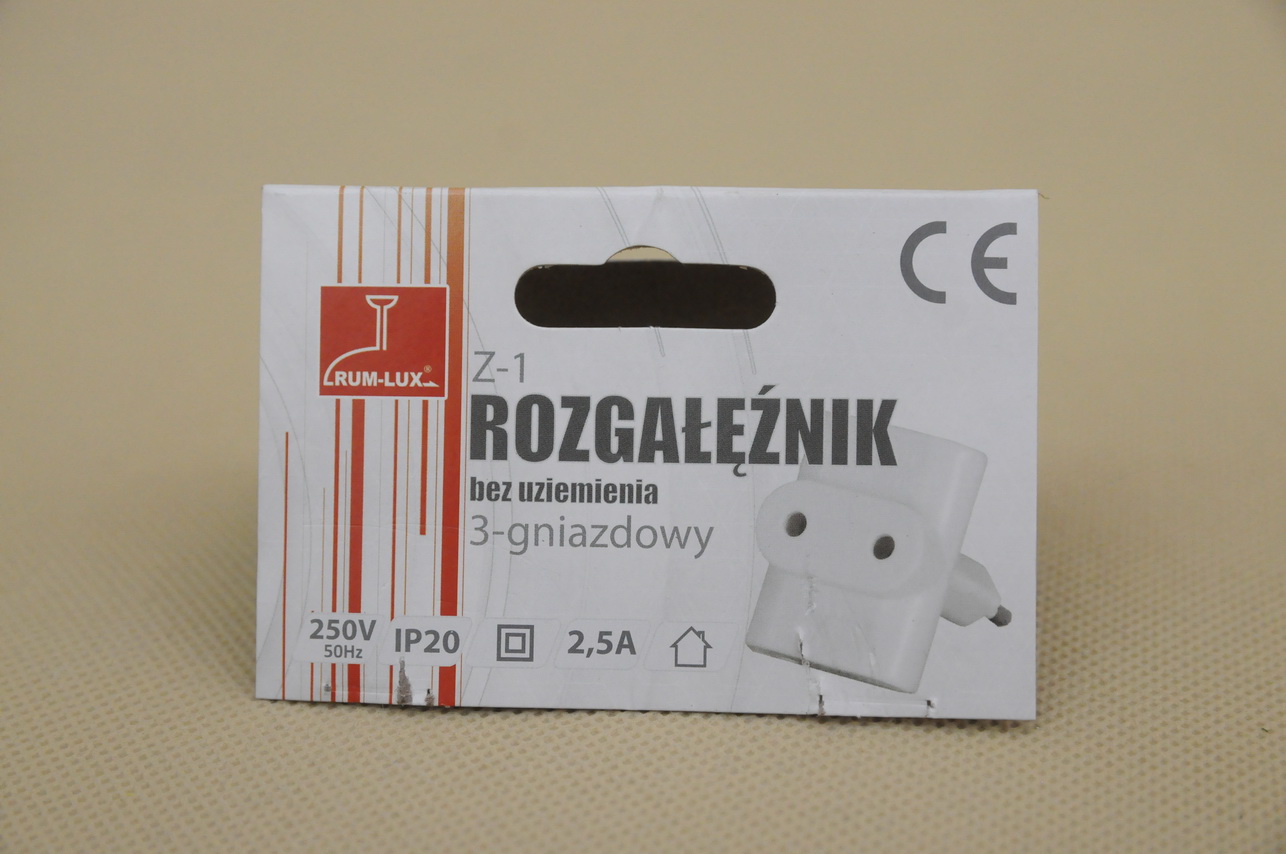 CE
RUM-LUX®
Z-1
ROZGAŁĘŹNIK
bez uziemienia
3-gniazdowy
250V
50Hz
IP20
2,5A